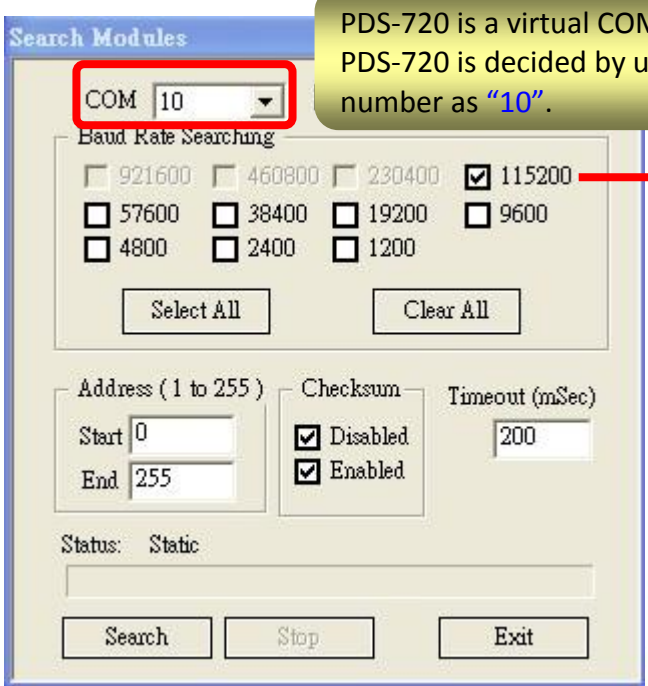 Search Modules
PDS-720 is a virtual COM
PDS-720 is decided by u
number as “10”.
COM 10
Baud Rate Searching
921600 460800 230400 115200
57600 38400 19200 9600
4800 2400 1200
Select All Clear All
Address ( 1 to 255 ) Checksum Timeout (mSec)
Start 0 Disabled 200
End 255 Enabled
Status: Static
Search Stop Exit